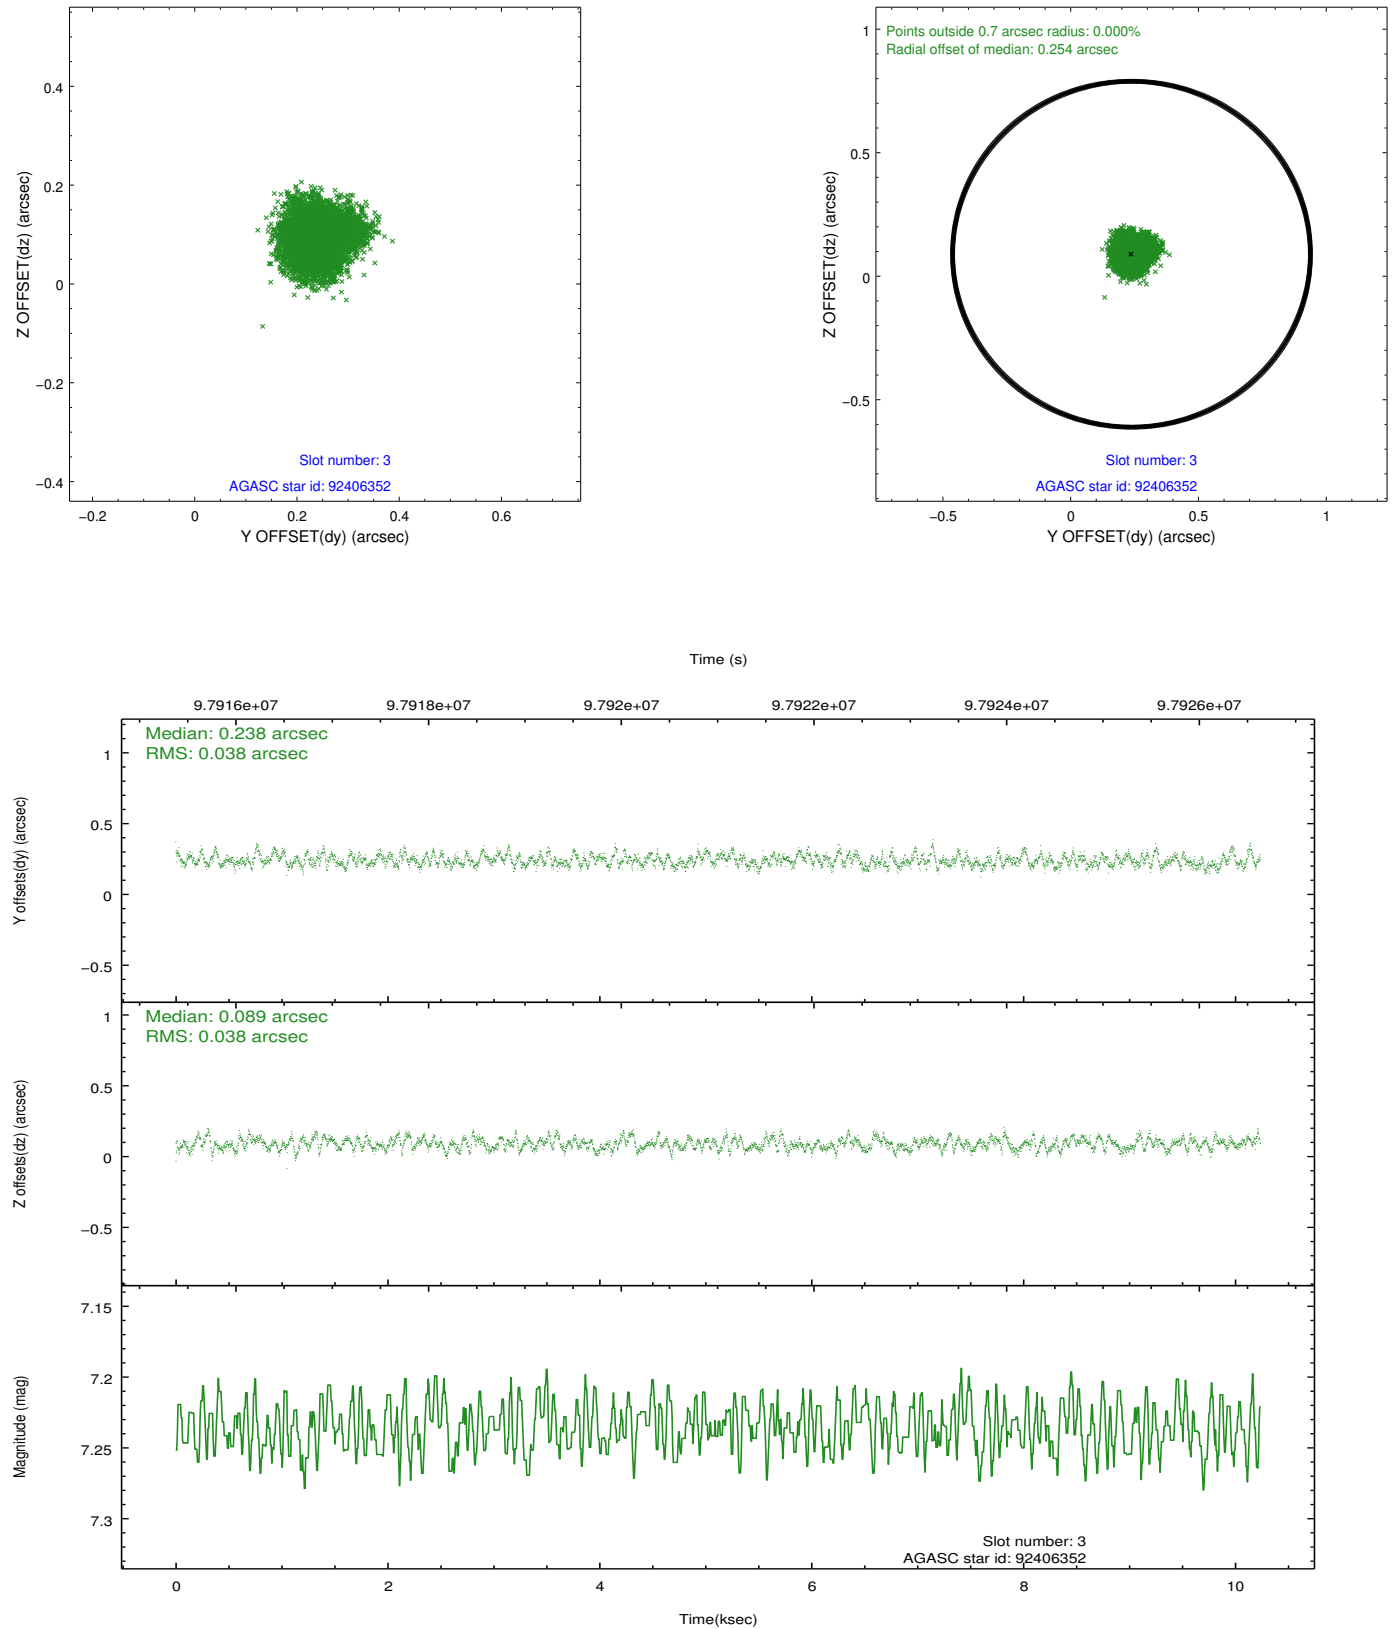 0.4
0.2
0
−0.2
−0.4
Z OFFSET(dz) (arcsec)
Slot number: 3
AGASC star id: 92406352
−0.2 0 0.2 0.4 0.6
Y OFFSET(dy) (arcsec)
Points outside 0.7 arcsec radius: 0.000%
Radial offset of median: 0.254 arcsec
1
0.5
0
−0.5
Z OFFSET(dz) (arcsec)
Slot number: 3
AGASC star id: 92406352
−0.5 0 0.5 1
Y OFFSET(dy) (arcsec)
Time (s)
9.7916e+07 9.7918e+07 9.792e+07 9.7922e+07 9.7924e+07 9.7926e+07
Median: 0.238 arcsec
RMS: 0.038 arcsec
1
0.5
0
−0.5
Y offsets(dy) (arcsec)
Median: 0.089 arcsec
RMS: 0.038 arcsec
1
0.5
0
−0.5
Z offsets(dz) (arcsec)
7.15
7.2
7.25
7.3
Magnitude (mag)
Slot number: 3
AGASC star id: 92406352
0 2 4 6 8 10
Time(ksec)